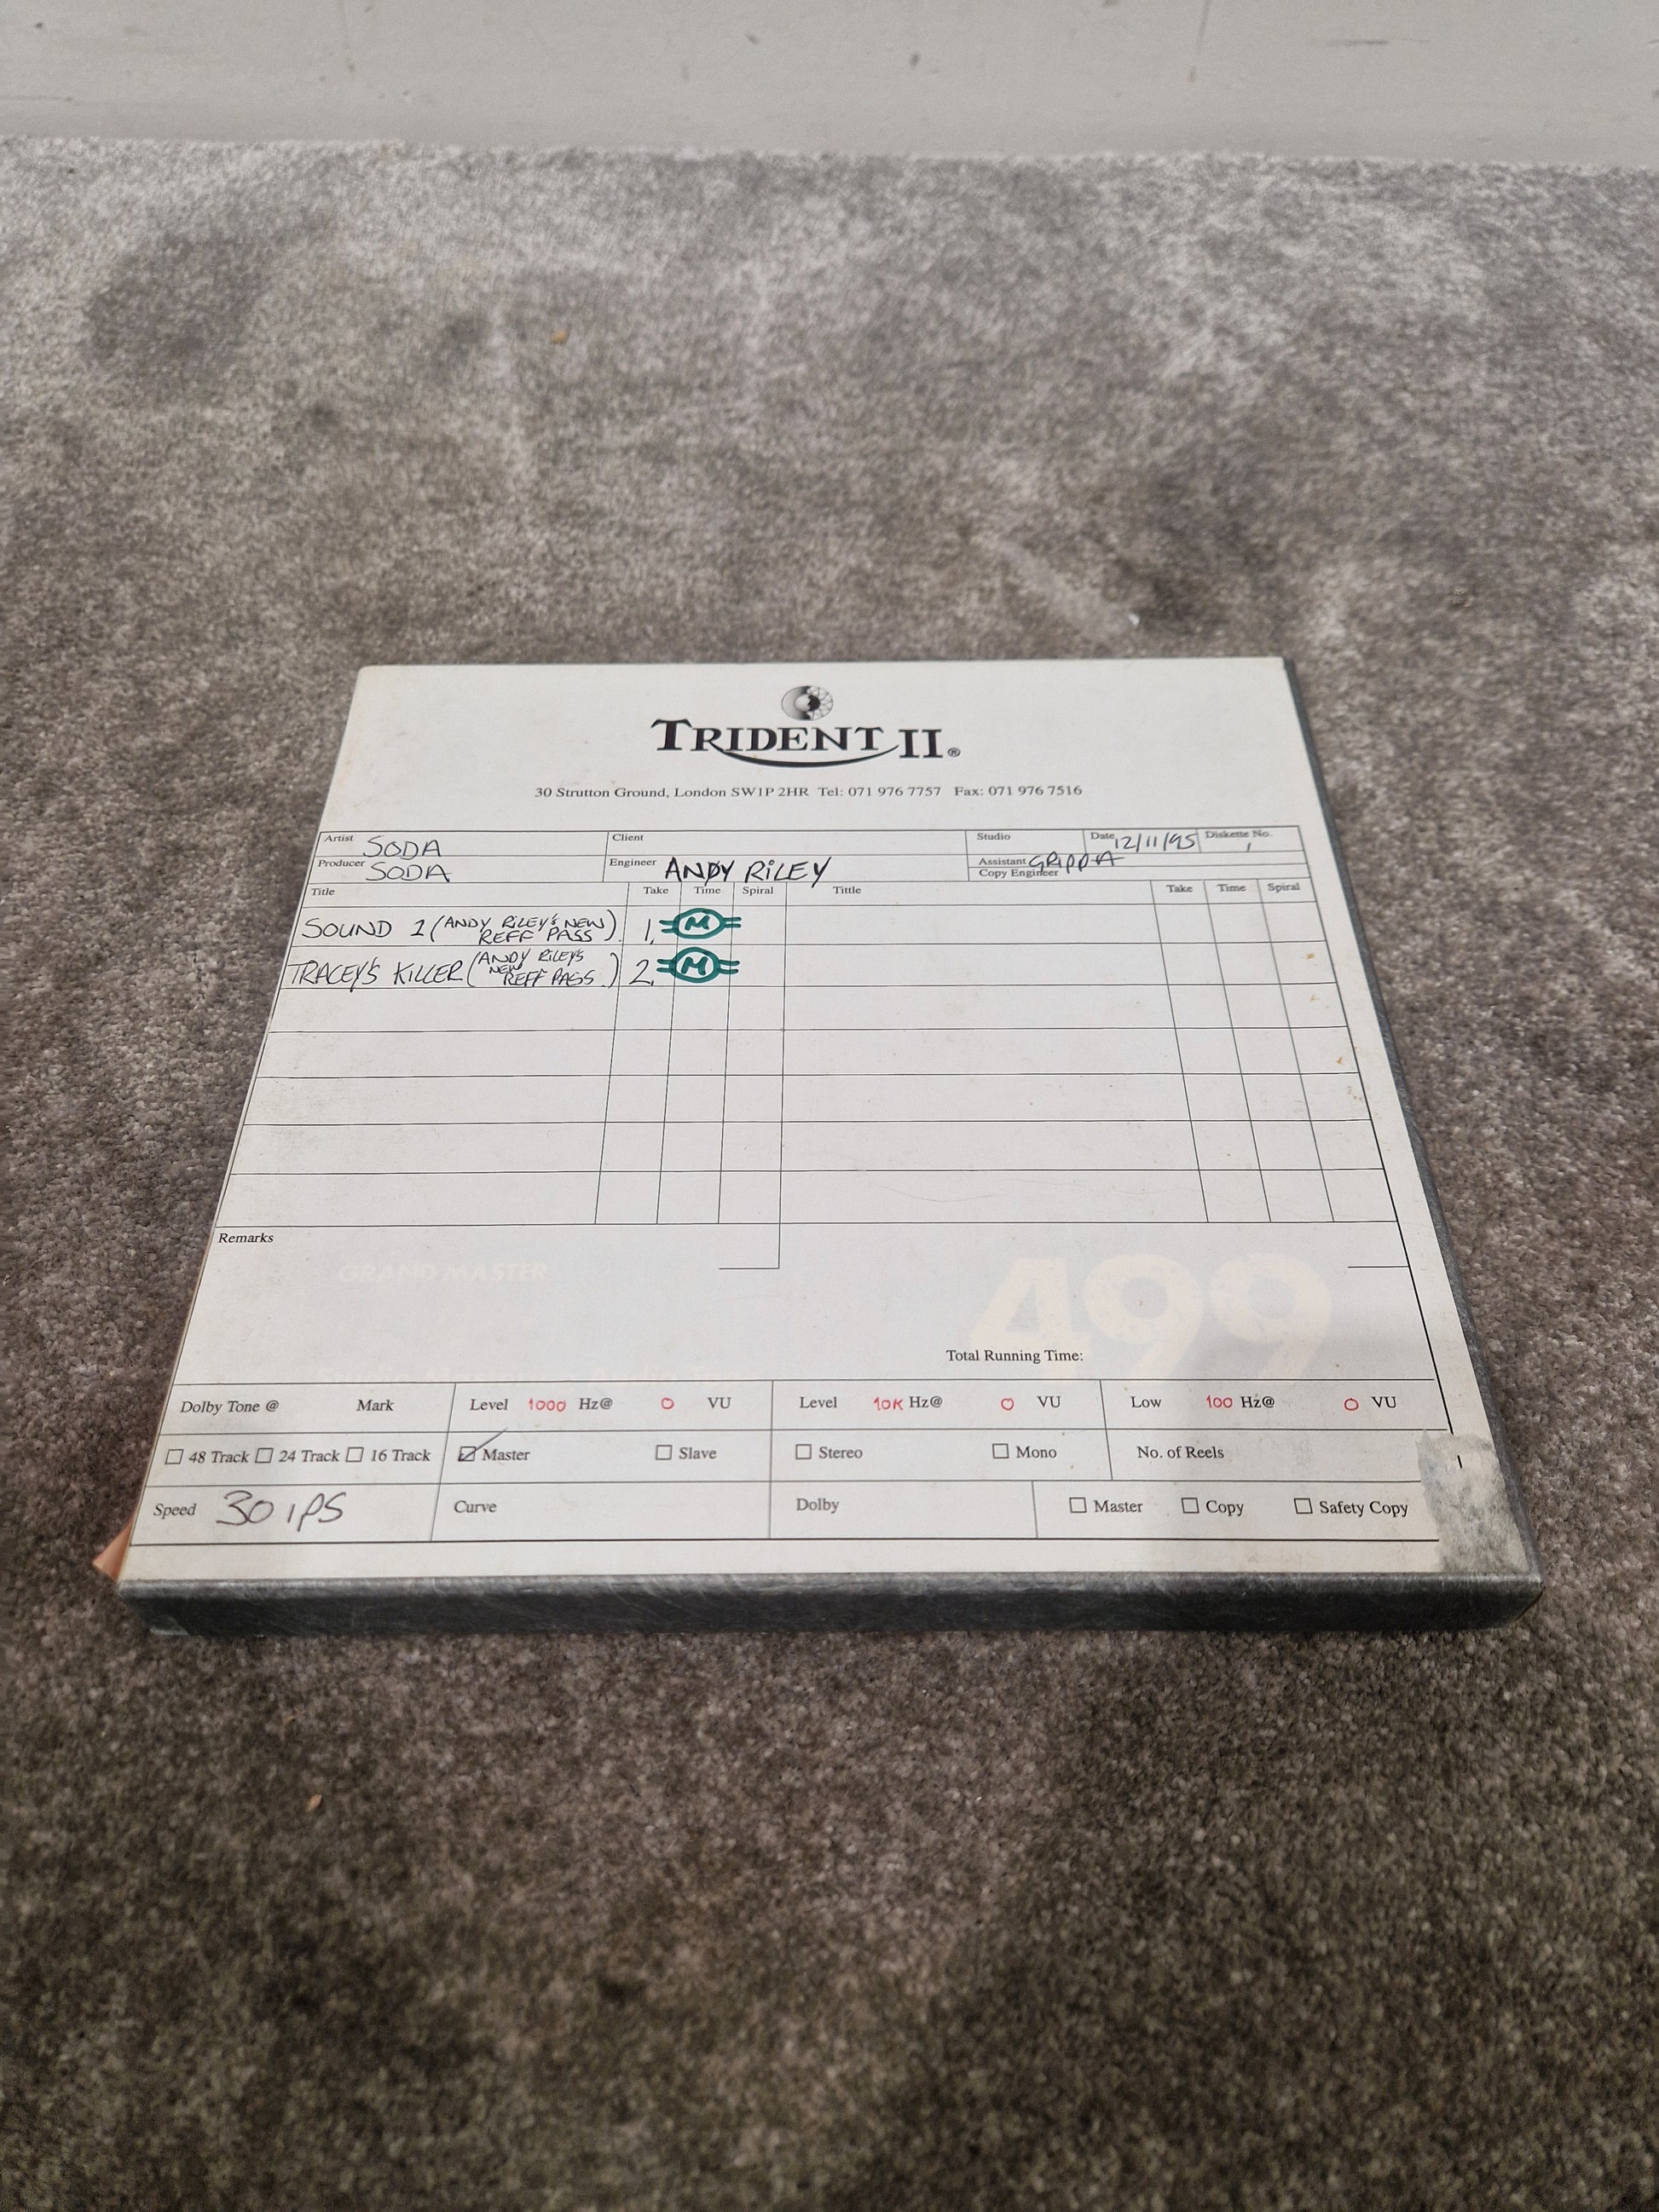 TRIDENT II®
30 Strutton Ground, London SW1P 2HR Tel: 071 976 7757 Fax: 071 976 7516
Artist SODA Client Studio Date 12/11/95 Diskette No. 1
Producer SODA Engineer ANDY RILEY Assistant GRIPPA
Copy Engineer
Title Take Time Spiral Tittle Take Time Spiral
SOUND 1 (ANDY RILEY'S NEW REFF PASS). 1, M
TRACEY'S KILLER (ANDY RILEY'S NEW REFF PASS.) 2, M
Remarks
GRAND MASTER 499
Total Running Time:
Dolby Tone @ Mark Level 1000 Hz@ 0 VU Level 10K Hz@ 0 VU Low 100 Hz@ 0 VU
48 Track 24 Track 16 Track Master Slave Stereo Mono No. of Reels 1
Speed 30 IPS Curve Dolby Master Copy Safety Copy